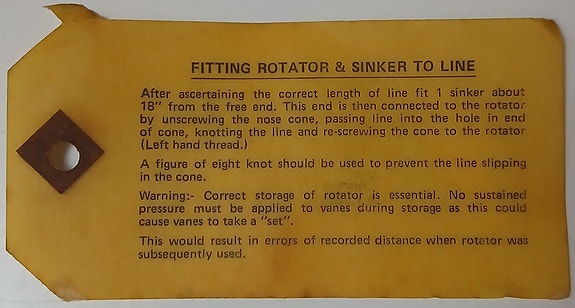 FITTING ROTATOR & SINKER TO LINE
After ascertaining the correct length of line fit 1 sinker about
18" from the free end. This end is then connected to the rotator
by unscrewing the nose cone, passing line into the hole in end
of cone, knotting the line and re-screwing the cone to the rotator
(Left hand thread.)
A figure of eight knot should be used to prevent the line slipping
in the cone.
Warning:- Correct storage of rotator is essential. No sustained
pressure must be applied to vanes during storage as this could
cause vanes to take a "set".
This would result in errors of recorded distance when rotator was
subsequently used.